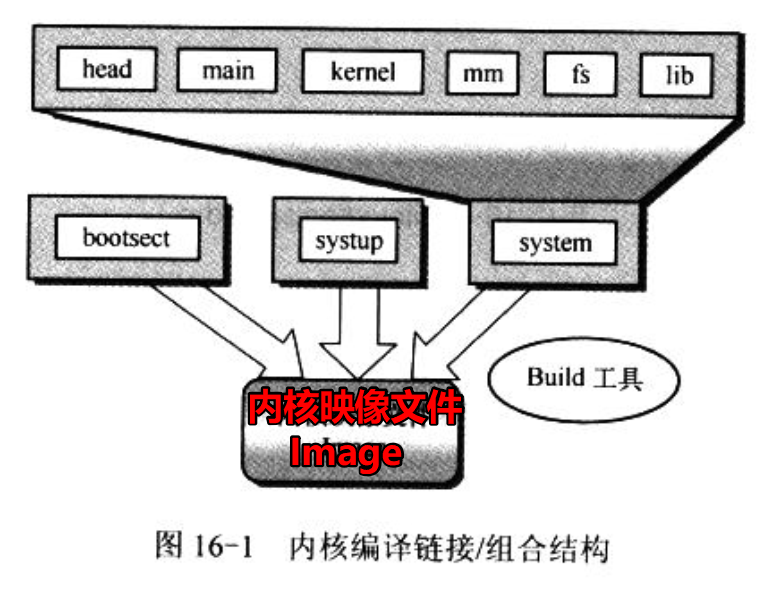 head main kernel mm fs lib
bootsect systup system
Build 工具
内核映像文件
Image
图 16-1 内核编译链接/组合结构